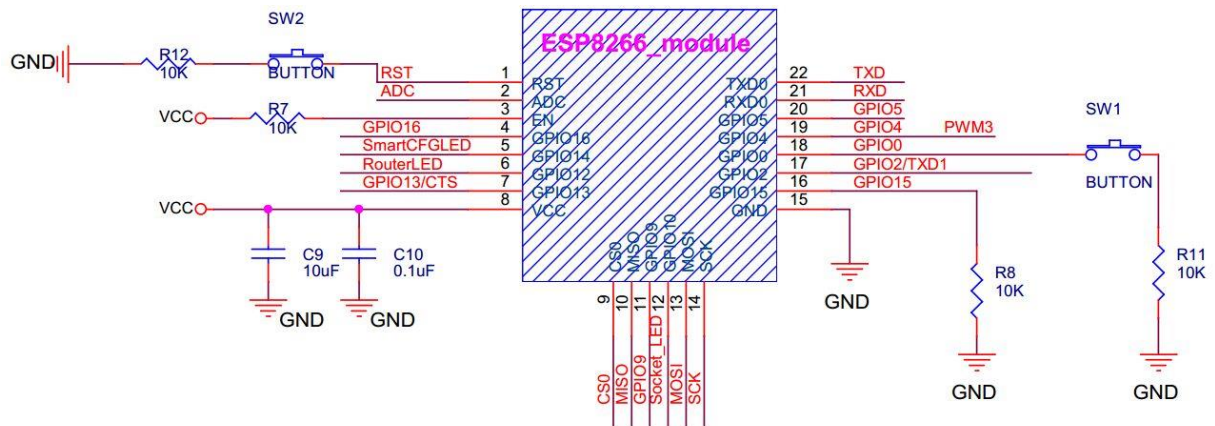 SW2
ESP8266_module
GND
R12
10K
BUTTON
RST
1
RST
ADC
2
ADC
VCC
R7
10K
3
EN
GPIO16
4
GPIO16
SmartCFGLED
5
GPIO14
RouterLED
6
GPIO12
GPIO13/CTS
7
GPIO13
VCC
8
VCC
C9
10uF
C10
0.1uF
GND
GND
TXD0
22
TXD
RXD0
21
RXD
GPIO5
20
GPIO5
GPIO4
19
GPIO4
PWM3
GPIO0
18
GPIO0
GPIO2
17
GPIO2/TXD1
GPIO15
16
GPIO15
GND
15
SW1
BUTTON
GND
R8
10K
GND
R11
10K
GND
CS0
MISO
GPIO9
GPIO10
MOSI
SCK
9
10
11
12
13
14
CS0
MISO
GPIO9
Socket_LED
MOSI
SCK